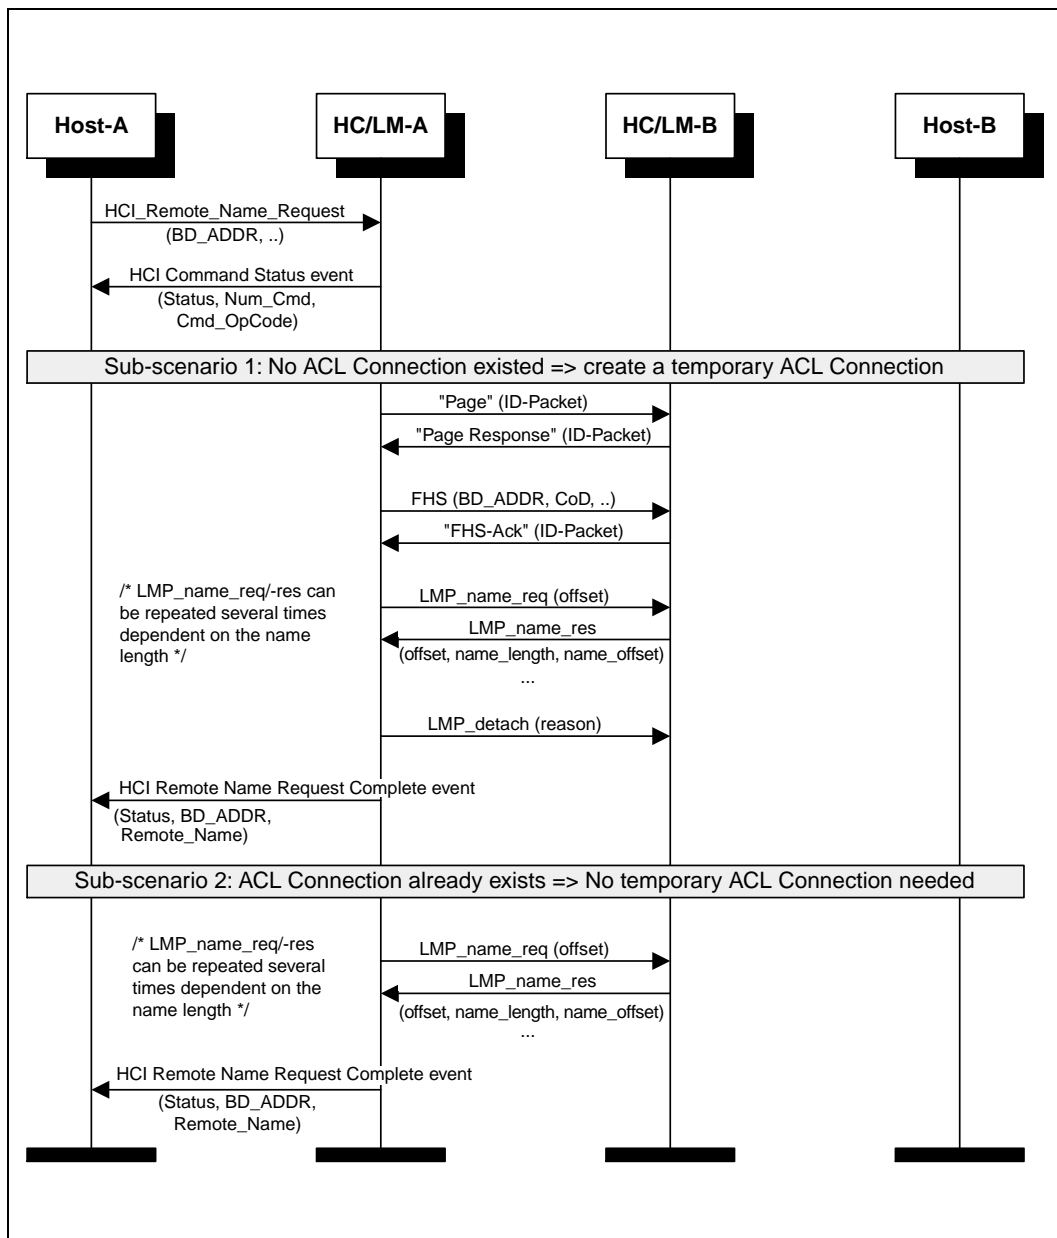 Host-A
HC/LM-A
HC/LM-B
Host-B
HCI_Remote_Name_Request
(BD_ADDR, ..)
HCI Command Status event
(Status, Num_Cmd,
Cmd_OpCode)
Sub-scenario 1: No ACL Connection existed => create a temporary ACL Connection
"Page" (ID-Packet)
"Page Response" (ID-Packet)
FHS (BD_ADDR, CoD, ..)
"FHS-Ack" (ID-Packet)
/* LMP_name_req/-res can
be repeated several times
dependent on the name
length */
LMP_name_req (offset)
LMP_name_res
(offset, name_length, name_offset)
...
LMP_detach (reason)
HCI Remote Name Request Complete event
(Status, BD_ADDR,
Remote_Name)
Sub-scenario 2: ACL Connection already exists => No temporary ACL Connection needed
/* LMP_name_req/-res
can be repeated several
times dependent on the
name length */
LMP_name_req (offset)
LMP_name_res
(offset, name_length, name_offset)
...
HCI Remote Name Request Complete event
(Status, BD_ADDR,
Remote_Name)